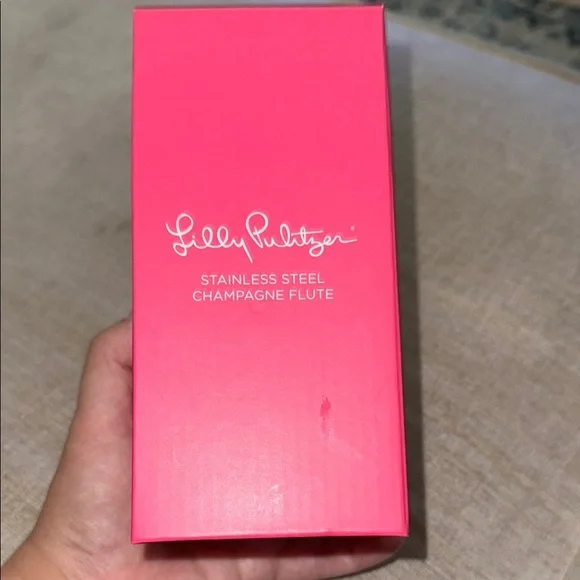 Lilly Pulitzer®
STAINLESS STEEL
CHAMPAGNE FLUTE